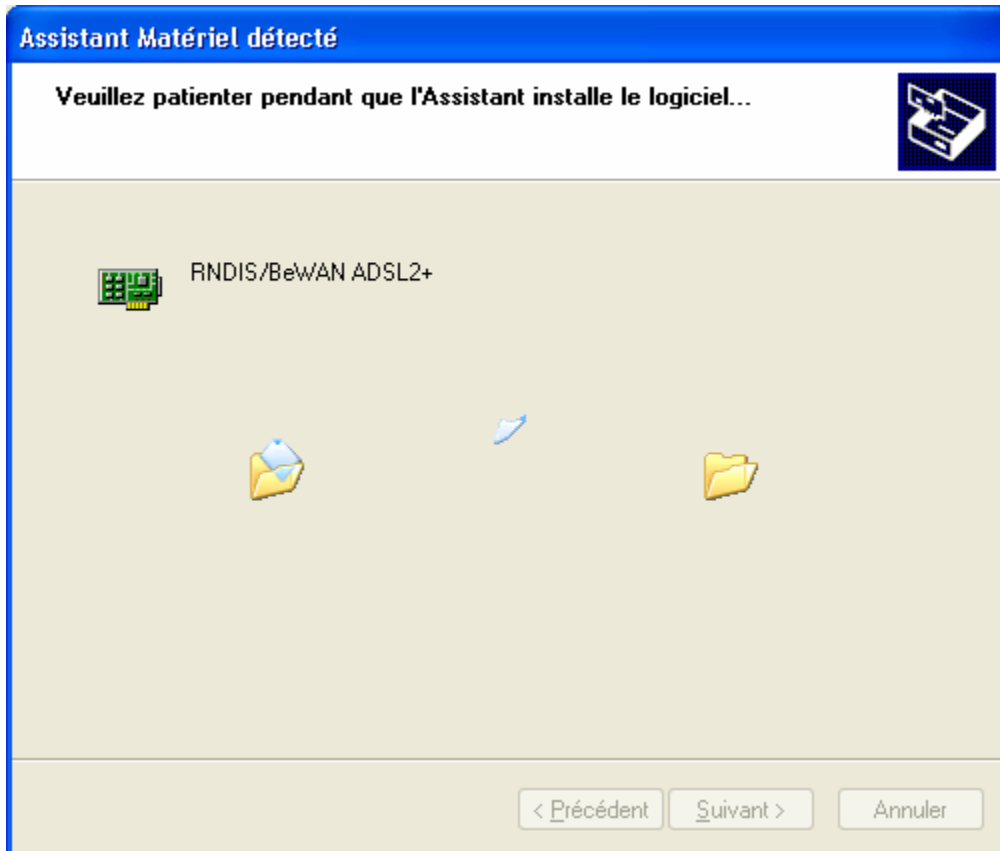 Assistant Matériel détecté
Veuillez patienter pendant que l'Assistant installe le logiciel...
RNDIS/BeWAN ADSL2+
< Précédent
Suivant >
Annuler